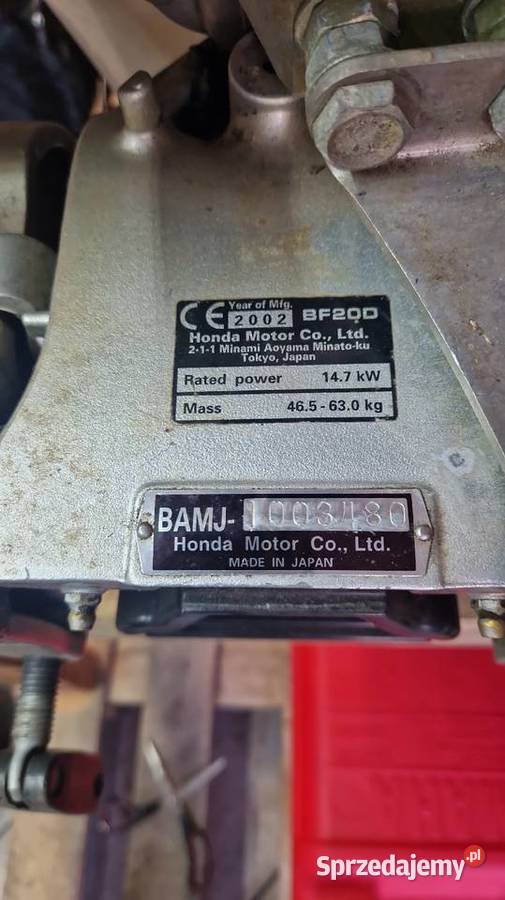 CE Year of Mfg. 2002 BF20D
Honda Motor Co., Ltd.
2-1-1 Minami Aoyama Minato-ku
Tokyo, Japan
Rated power 14.7 kW
Mass 46.5 - 63.0 kg
BAMJ-1003480
Honda Motor Co., Ltd.
MADE IN JAPAN
Sprzedajemy.pl